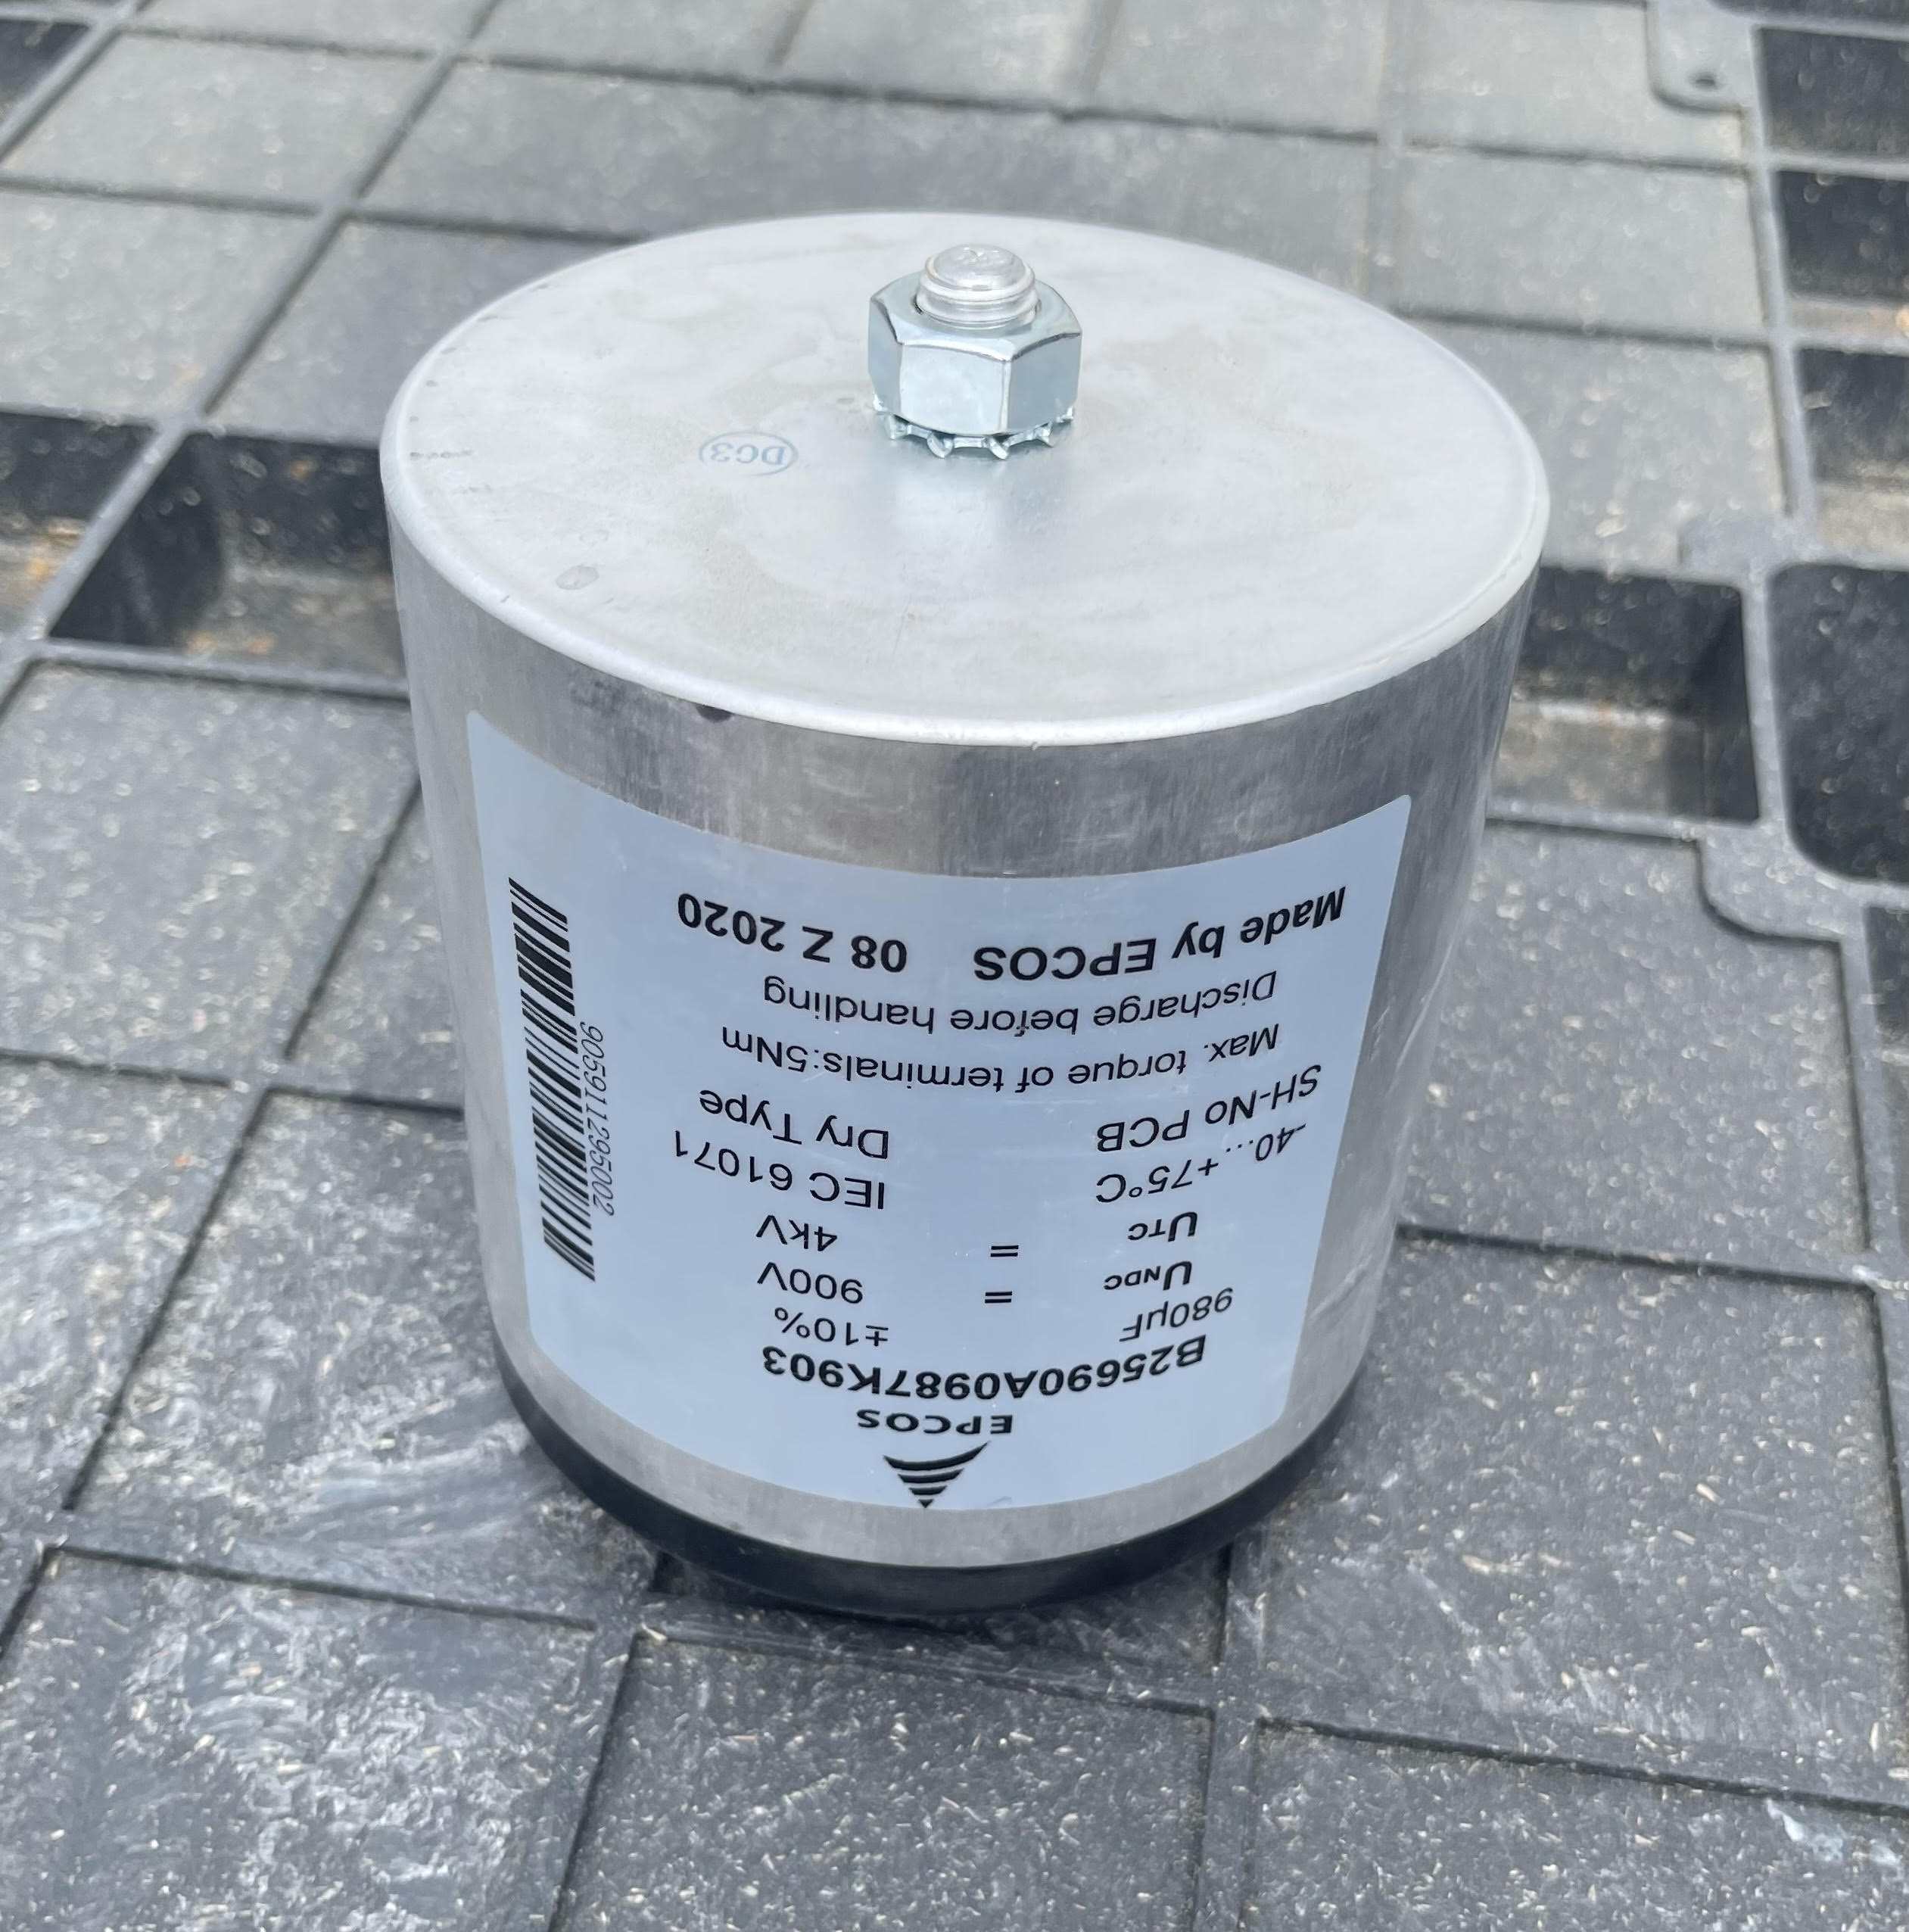 EPCOS
B25690A0987K903
980µF ±10%
UNDC = 900V
UTC = 4kV
-40...+75°C IEC 61071
SH-No PCB Dry Type
Max. torque of terminals:5Nm
Discharge before handling
Made by EPCOS 08 Z 2020
905911295002
DC3